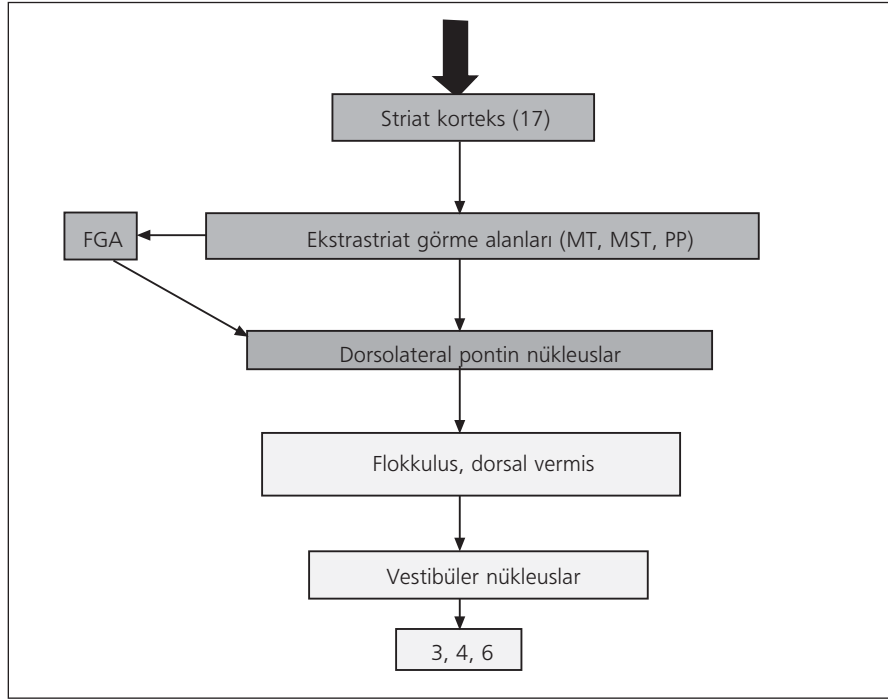 Striat korteks (17)
FGA
Ekstrastriat görme alanları (MT, MST, PP)
Dorsolateral pontin nükleuslar
Flokkulus, dorsal vermis
Vestibüler nükleuslar
3, 4, 6